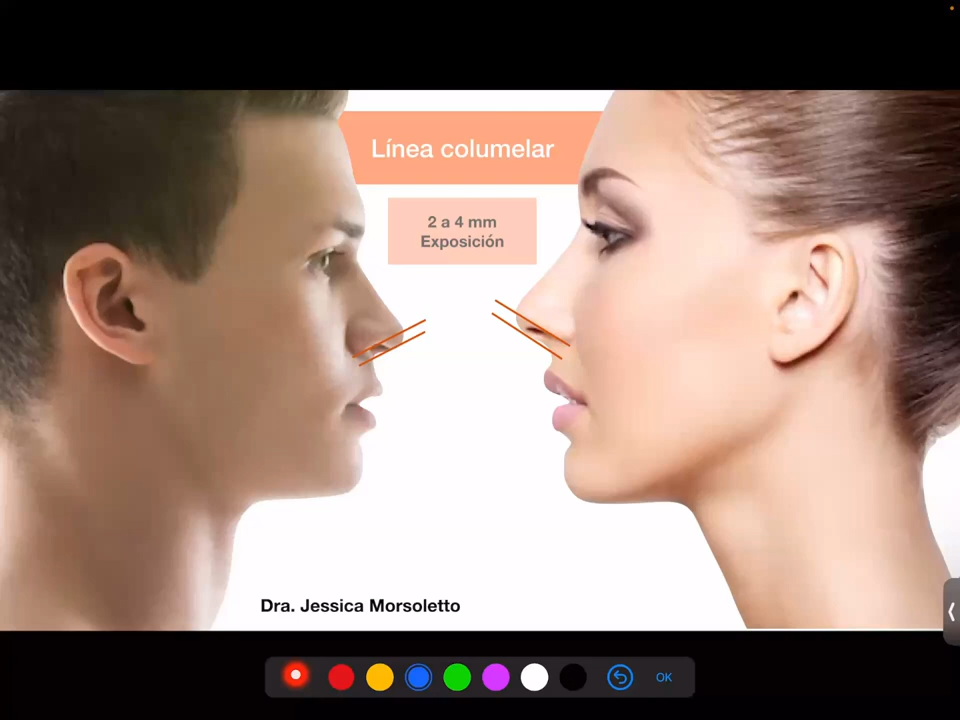 Línea columelar
2 a 4 mm
Exposición
Dra. Jessica Morsoletto
OK